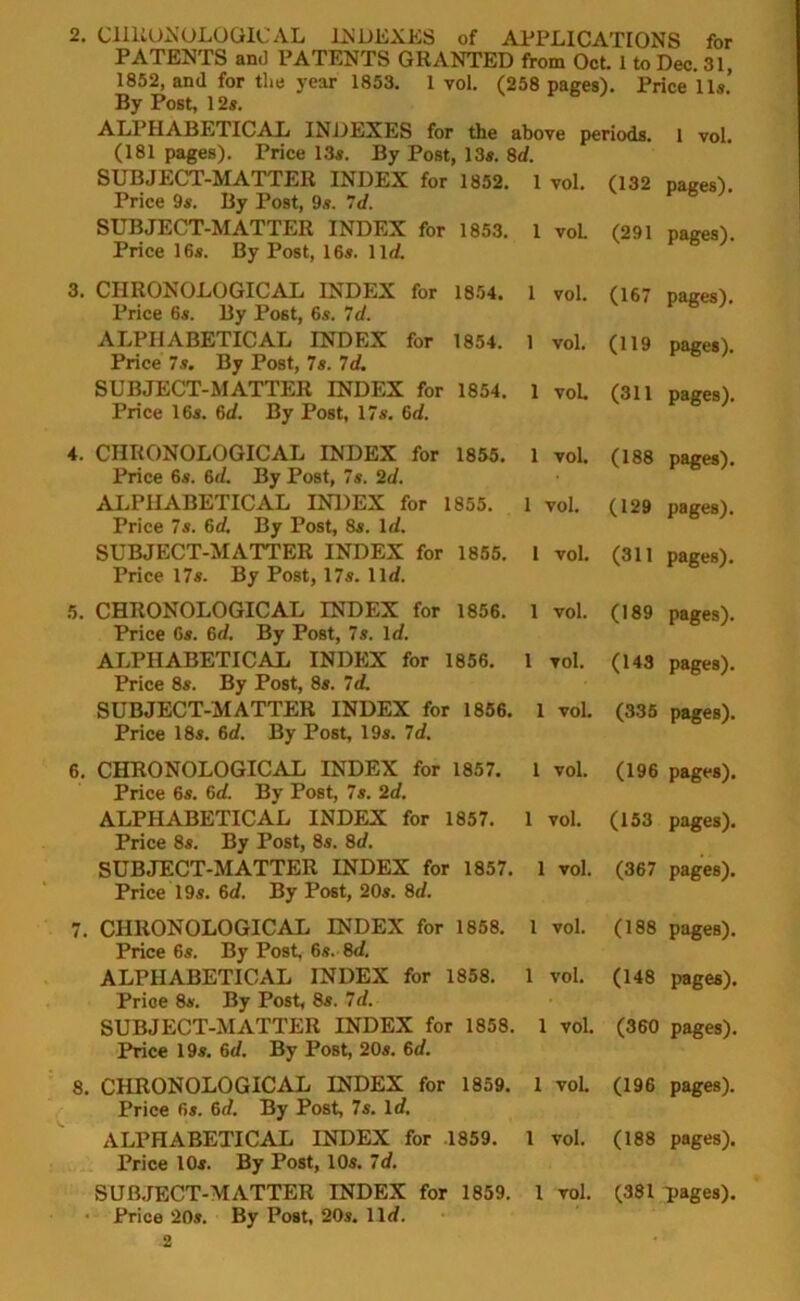 2. CHRONOLOGICAL INDEXES of APPLICATIONS for
PATENTS and PATENTS GRANTED from Oct. 1 to Dec. 31,
1852, and for the year 1853. 1 vol. (258 pages). Price 11s.
By Post, 12s.
ALPHABETICAL INDEXES for the above periods. 1 vol.
(181 pages). Price 13s. By Post, 13s. 8d.
SUBJECT-MATTER INDEX for 1852. 1 vol. (132 pages).
Price 9s. By Post, 9s. 7d.
SUBJECT-MATTER INDEX for 1853. 1 vol. (291 pages).
Price 16s. By Post, 16s. 11d.
3. CHRONOLOGICAL INDEX for 1854. 1 vol. (167 pages).
Price 6s. By Post, 6s. 7d.
ALPHABETICAL INDEX for 1854. 1 vol. (119 pages).
Price 7s. By Post, 7s. 7d.
SUBJECT-MATTER INDEX for 1854. 1 vol. (311 pages).
Price 16s. 6d. By Post, 17s. 6d.
4. CHRONOLOGICAL INDEX for 1855. 1 vol. (188 pages).
Price 6s. 6d. By Post, 7s. 2d.
ALPHABETICAL INDEX for 1855. 1 vol. (129 pages).
Price 7s. 6d. By Post, 8s. 1d.
SUBJECT-MATTER INDEX for 1855. 1 vol. (311 pages).
Price 17s. By Post, 17s. 11d.
5. CHRONOLOGICAL INDEX for 1856. 1 vol. (189 pages).
Price 6s. 6d. By Post, 7s. 1d.
ALPHABETICAL INDEX for 1856. 1 vol. (143 pages).
Price 8s. By Post, 8s. 7d.
SUBJECT-MATTER INDEX for 1856. 1 vol. (335 pages).
Price 18s. 6d. By Post, 19s. 7d.
6. CHRONOLOGICAL INDEX for 1857. 1 vol. (196 pages).
Price 6s. 6d. By Post, 7s. 2d.
ALPHABETICAL INDEX for 1857. 1 vol. (153 pages).
Price 8s. By Post, 8s. 8d.
SUBJECT-MATTER INDEX for 1857. 1 vol. (367 pages).
Price 19s. 6d. By Post, 20s. 8d.
7. CHRONOLOGICAL INDEX for 1858. 1 vol. (188 pages).
Price 6s. By Post, 6s. 8d.
ALPHABETICAL INDEX for 1858. 1 vol. (148 pages).
Price 8s. By Post, 8s. 7d.
SUBJECT-MATTER INDEX for 1858. 1 vol. (360 pages).
Price 19s. 6d. By Post, 20s. 6d.
8. CHRONOLOGICAL INDEX for 1859. 1 vol. (196 pages).
Price 6s. 6d. By Post, 7s. 1d.
ALPHABETICAL INDEX for 1859. 1 vol. (188 pages).
Price 10s. By Post, 10s. 7d.
SUBJECT-MATTER INDEX for 1859. 1 vol. (381 pages).
Price 20s. By Post, 20s. 11d.
2